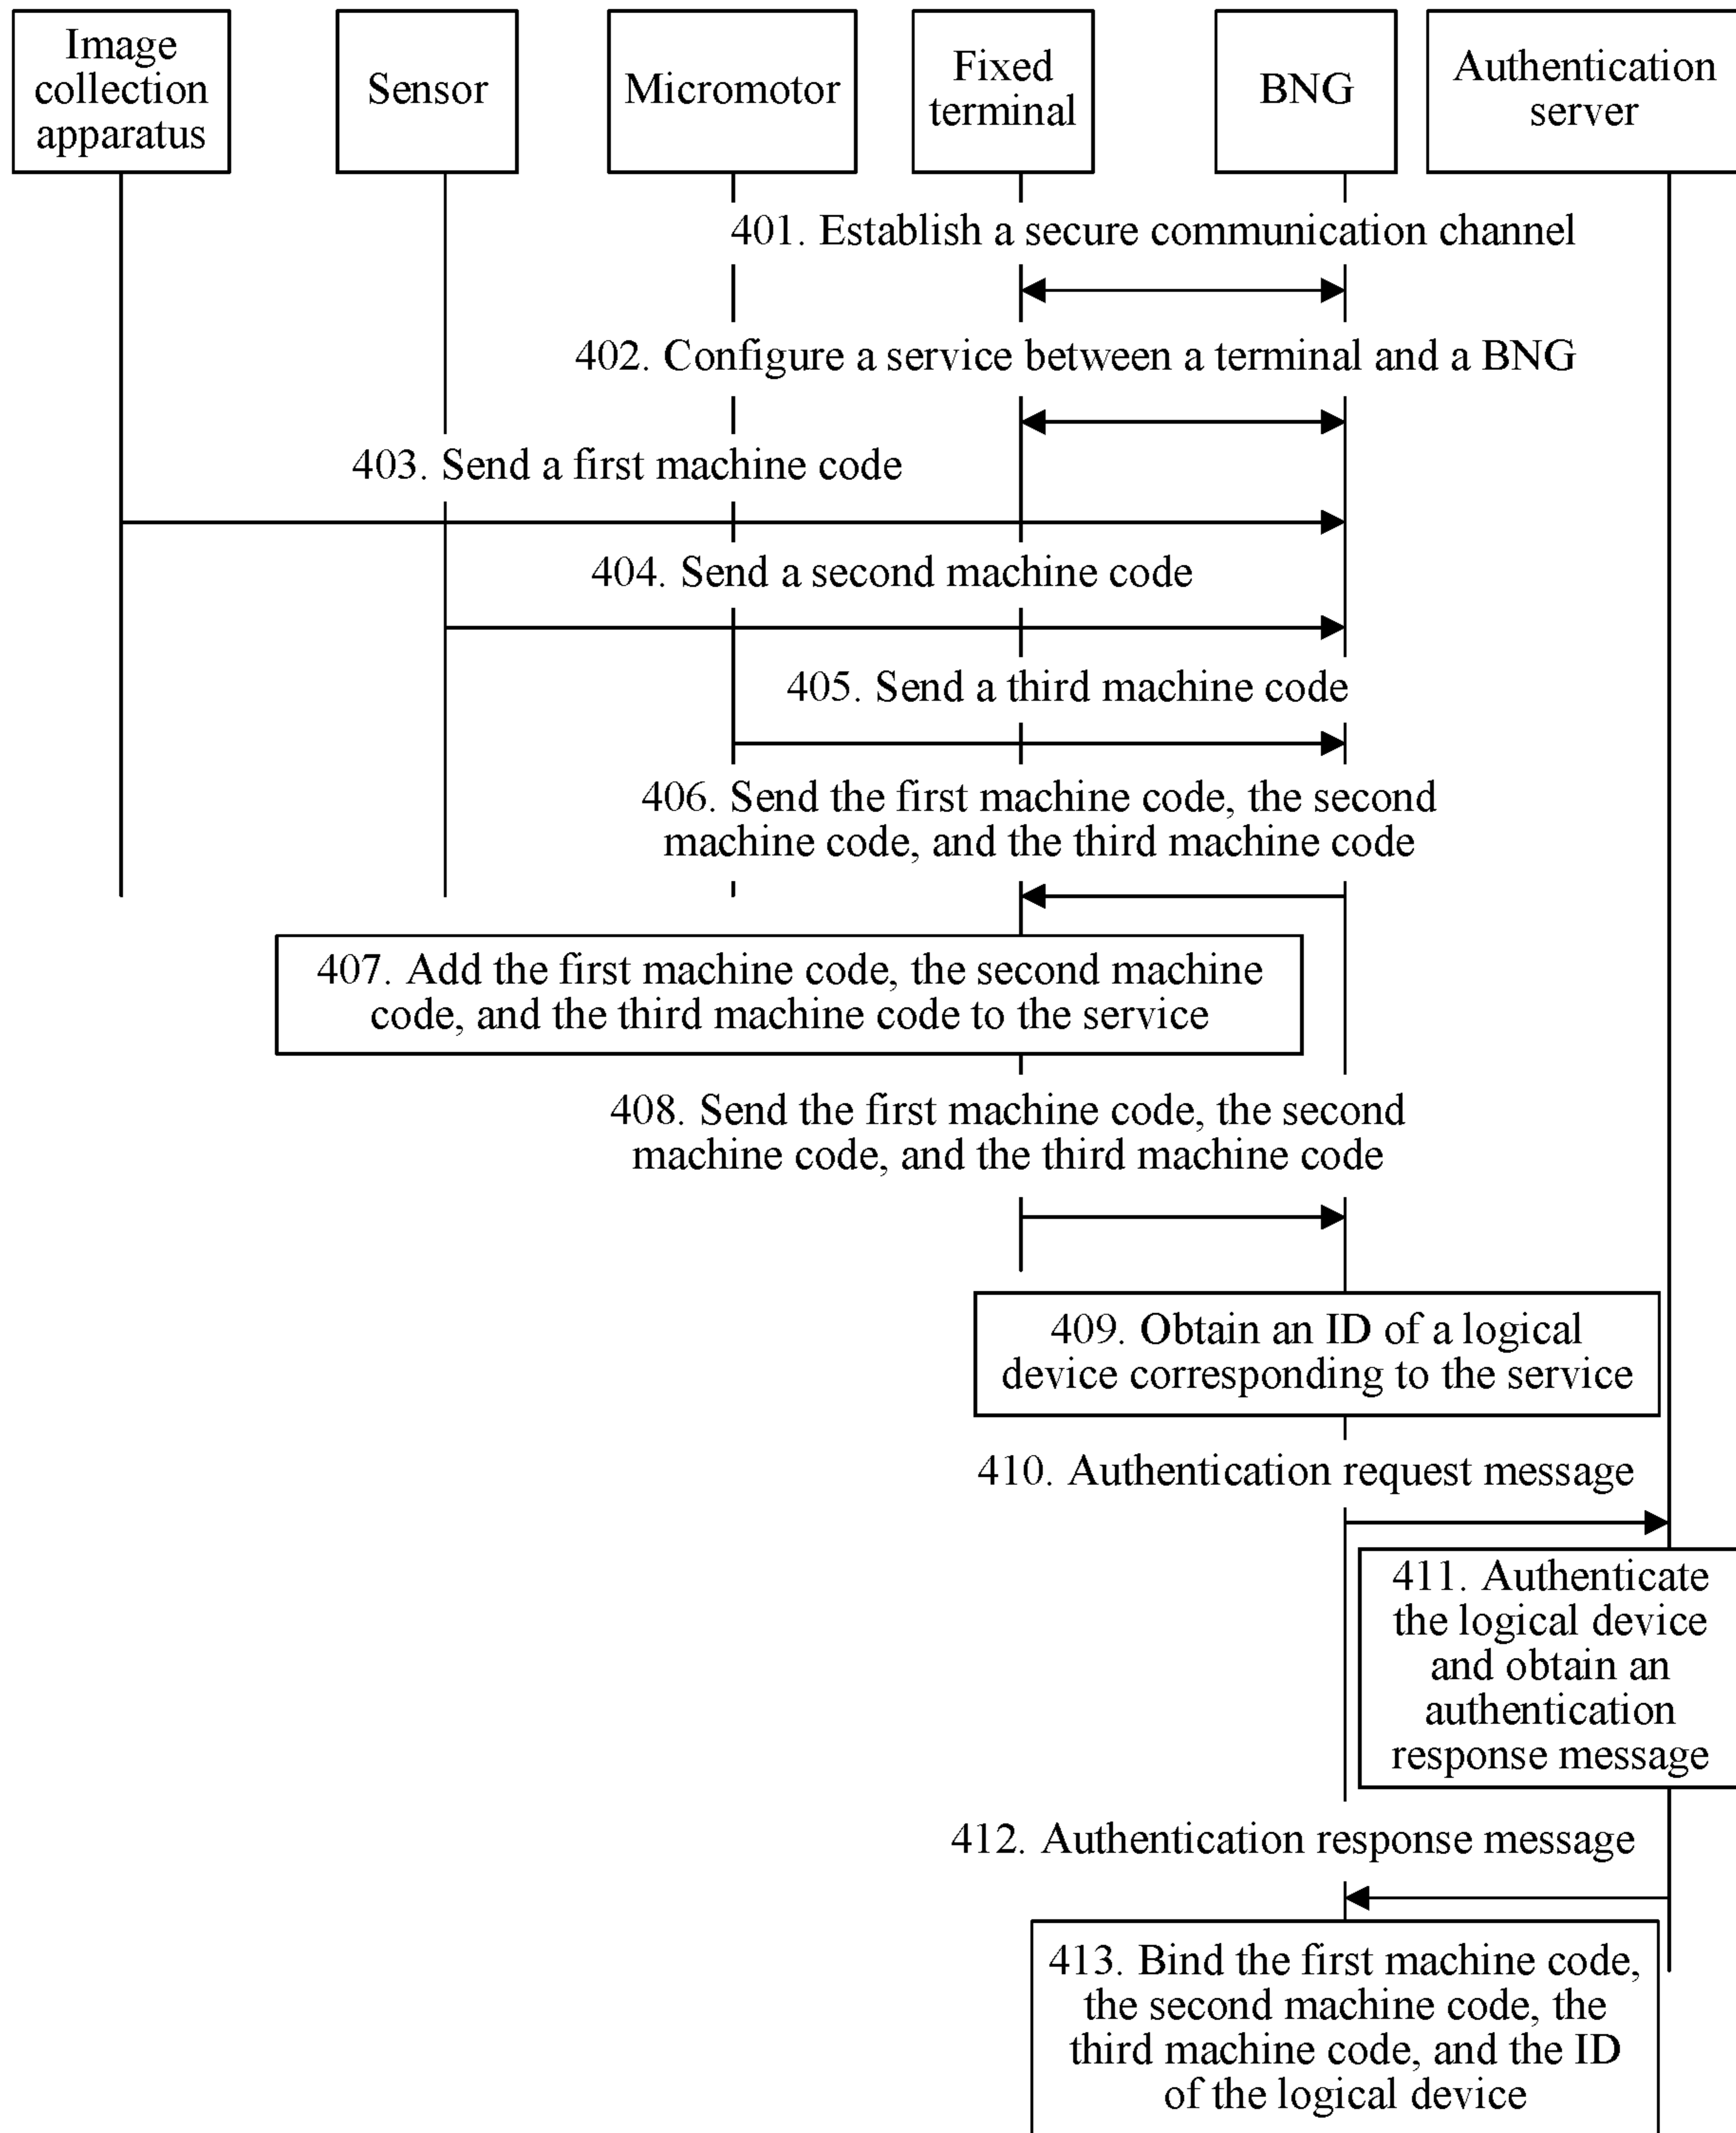 Image
collection
apparatus
Sensor
Micromotor
Fixed
terminal
BNG
Authentication
server
401. Establish a secure communication channel
402. Configure a service between a terminal and a BNG
403. Send a first machine code
404. Send a second machine code
405. Send a third machine code
406. Send the first machine code, the second
machine code, and the third machine code
407. Add the first machine code, the second machine
code, and the third machine code to the service
408. Send the first machine code, the second
machine code, and the third machine code
409. Obtain an ID of a logical
device corresponding to the service
410. Authentication request message
411. Authenticate
the logical device
and obtain an
authentication
response message
412. Authentication response message
413. Bind the first machine code,
the second machine code, the
third machine code, and the ID
of the logical device